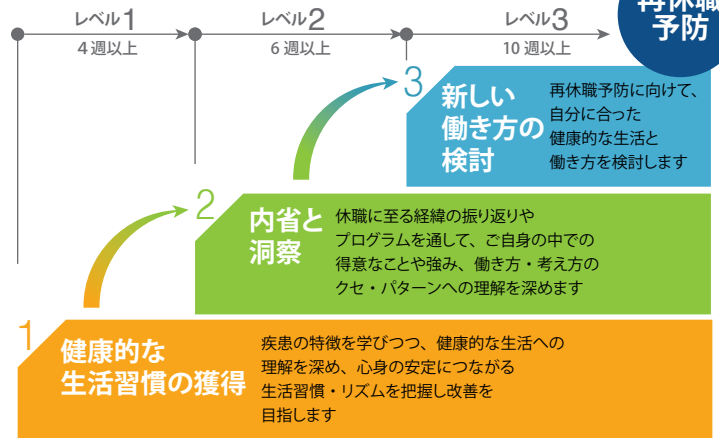 レベル1
4週以上
レベル2
6週以上
レベル3
10週以上
再休職
予防
3
新しい
働き方の
検討
再休職予防に向けて、
自分に合った
健康的な生活と
働き方を検討します
2
内省と
洞察
休職に至る経緯の振り返りや
プログラムを通して、ご自身の中での
得意なことや強み、働き方・考え方の
クセ・パターンへの理解を深めます
1
健康的な
生活習慣の獲得
疾患の特徴を学びつつ、健康的な生活への
理解を深め、心身の安定につながる
生活習慣・リズムを把握し改善を
目指します